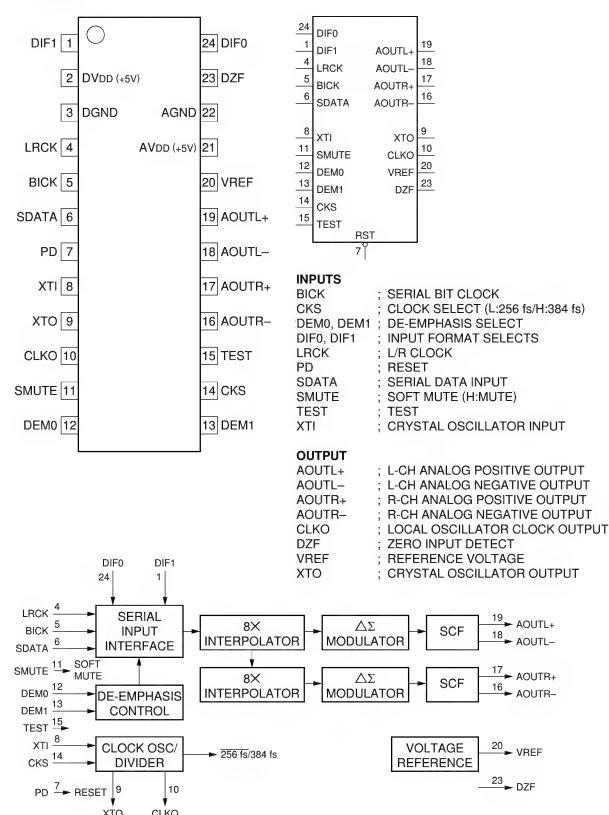 DIF1 1 24 DIF0
2 DVDD (+5V) 23 DZF
3 DGND AGND 22
LRCK 4 AVDD (+5V) 21
BICK 5 20 VREF
SDATA 6 19 AOUTL+
PD 7 18 AOUTL–
XTI 8 17 AOUTR+
XTO 9 16 AOUTR–
CLKO 10 15 TEST
SMUTE 11 14 CKS
DEM0 12 13 DEM1
24 DIF0
1 DIF1 AOUTL+ 19
4 LRCK AOUTL– 18
5 BICK AOUTR+ 17
6 SDATA AOUTR– 16
8 XTI XTO 9
11 SMUTE CLKO 10
12 DEM0 VREF 20
13 DEM1 DZF 23
14 CKS
15 TEST
RST
7
INPUTS
BICK ; SERIAL BIT CLOCK
CKS ; CLOCK SELECT (L:256 fs/H:384 fs)
DEM0, DEM1 ; DE-EMPHASIS SELECT
DIF0, DIF1 ; INPUT FORMAT SELECTS
LRCK ; L/R CLOCK
PD ; RESET
SDATA ; SERIAL DATA INPUT
SMUTE ; SOFT MUTE (H:MUTE)
TEST ; TEST
XTI ; CRYSTAL OSCILLATOR INPUT
OUTPUT
AOUTL+ ; L-CH ANALOG POSITIVE OUTPUT
AOUTL– ; L-CH ANALOG NEGATIVE OUTPUT
AOUTR+ ; R-CH ANALOG POSITIVE OUTPUT
AOUTR– ; R-CH ANALOG NEGATIVE OUTPUT
CLKO ; LOCAL OSCILLATOR CLOCK OUTPUT
DZF ; ZERO INPUT DETECT
VREF ; REFERENCE VOLTAGE
XTO ; CRYSTAL OSCILLATOR OUTPUT
DIF0 DIF1
24 1
LRCK 4
BICK 5
SDATA 6
SERIAL
INPUT
INTERFACE
8X
INTERPOLATOR
ΔΣ
MODULATOR
SCF
19 AOUTL+
18 AOUTL–
SMUTE 11 SOFT
MUTE
8X
INTERPOLATOR
ΔΣ
MODULATOR
SCF
17 AOUTR+
16 AOUTR–
DEM0 12
DEM1 13
DE-EMPHASIS
CONTROL
TEST 15
XTI 8
CKS 14
CLOCK OSC/
DIVIDER
256 fs/384 fs
VOLTAGE
REFERENCE
20 VREF
PD 7 RESET
9 10
23 DZF
XTO CLKO